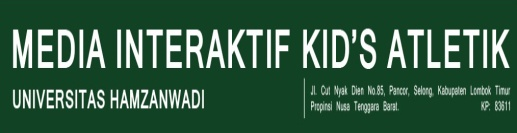 MEDIA INTERAKTIF KID'S ATLETIK
UNIVERSITAS HAMZANWADI
Jl. Cut Nyak Dien No.85, Pancor, Selong, Kabupaten Lombok Timur
Propinsi Nusa Tenggara Barat. KP: 83611